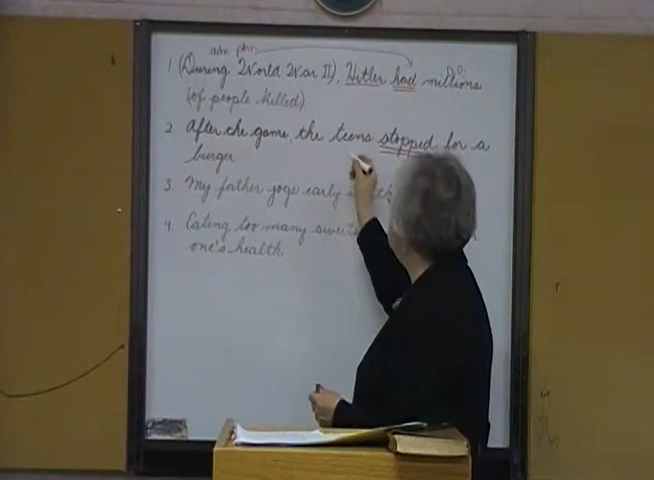 adv. phr.
1. (During World War II), Hitler had millions
D.O.
(of people killed)
2. After the game, the teens stopped for a
burger
3. My father jogs early
4. Eating too many sweets
one's health